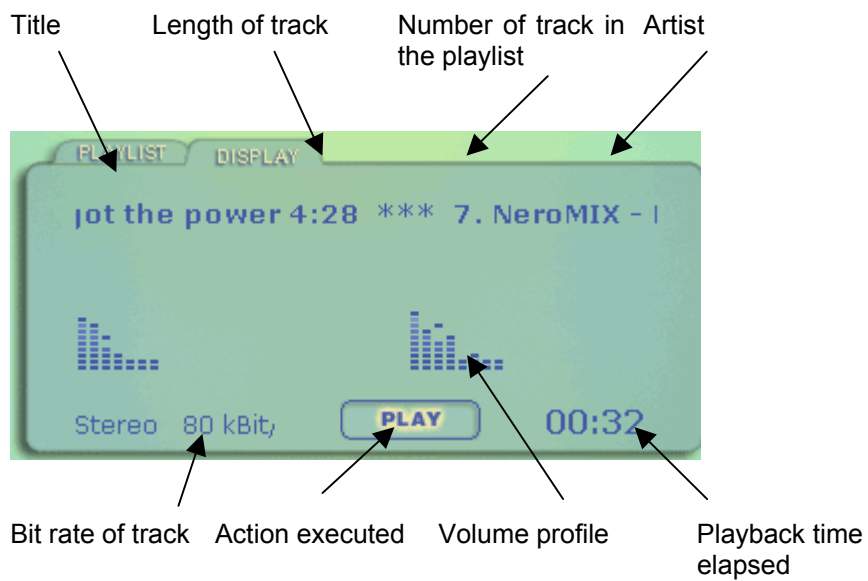 Title Length of track Number of track in Artist
the playlist
PLAYLIST DISPLAY
got the power 4:28 *** 7. NeroMIX -
Stereo 80 kBit/
PLAY
00:32
Bit rate of track Action executed Volume profile Playback time
elapsed